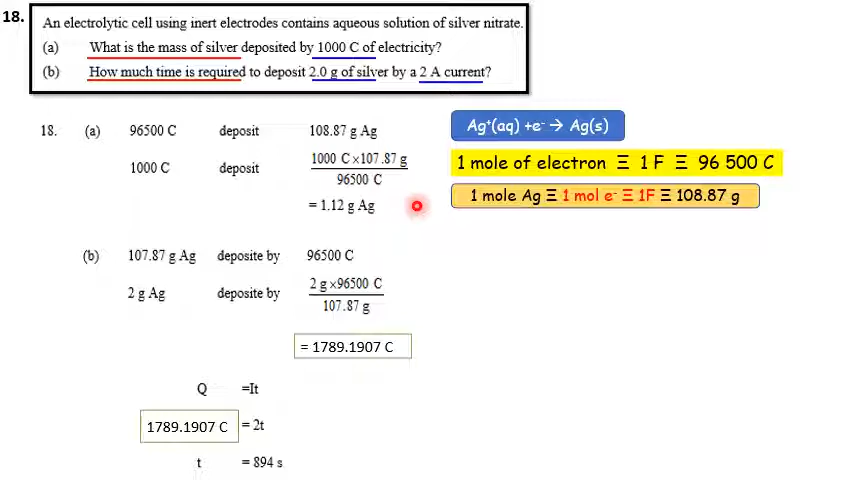 18. An electrolytic cell using inert electrodes contains aqueous solution of silver nitrate.
(a) What is the mass of silver deposited by 1000 C of electricity?
(b) How much time is required to deposit 2.0 g of silver by a 2 A current?
18. (a) 96500 C deposit 108.87 g Ag
1000 C deposit 1000 C×107.87 g
96500 C
= 1.12 g Ag
Ag⁺(aq) +e⁻ → Ag(s)
1 mole of electron Ξ 1 F Ξ 96 500 C
1 mole Ag Ξ 1 mol e⁻ Ξ 1F Ξ 108.87 g
(b) 107.87 g Ag deposite by 96500 C
2 g Ag deposite by 2 g×96500 C
107.87 g
= 1789.1907 C
Q =It
1789.1907 C = 2t
t = 894 s